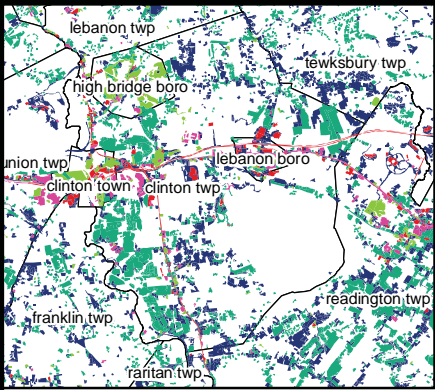 lebanon twp
tewksbury twp
high bridge boro
lebanon boro
union twp
clinton town
clinton twp
readington twp
franklin twp
raritan twp